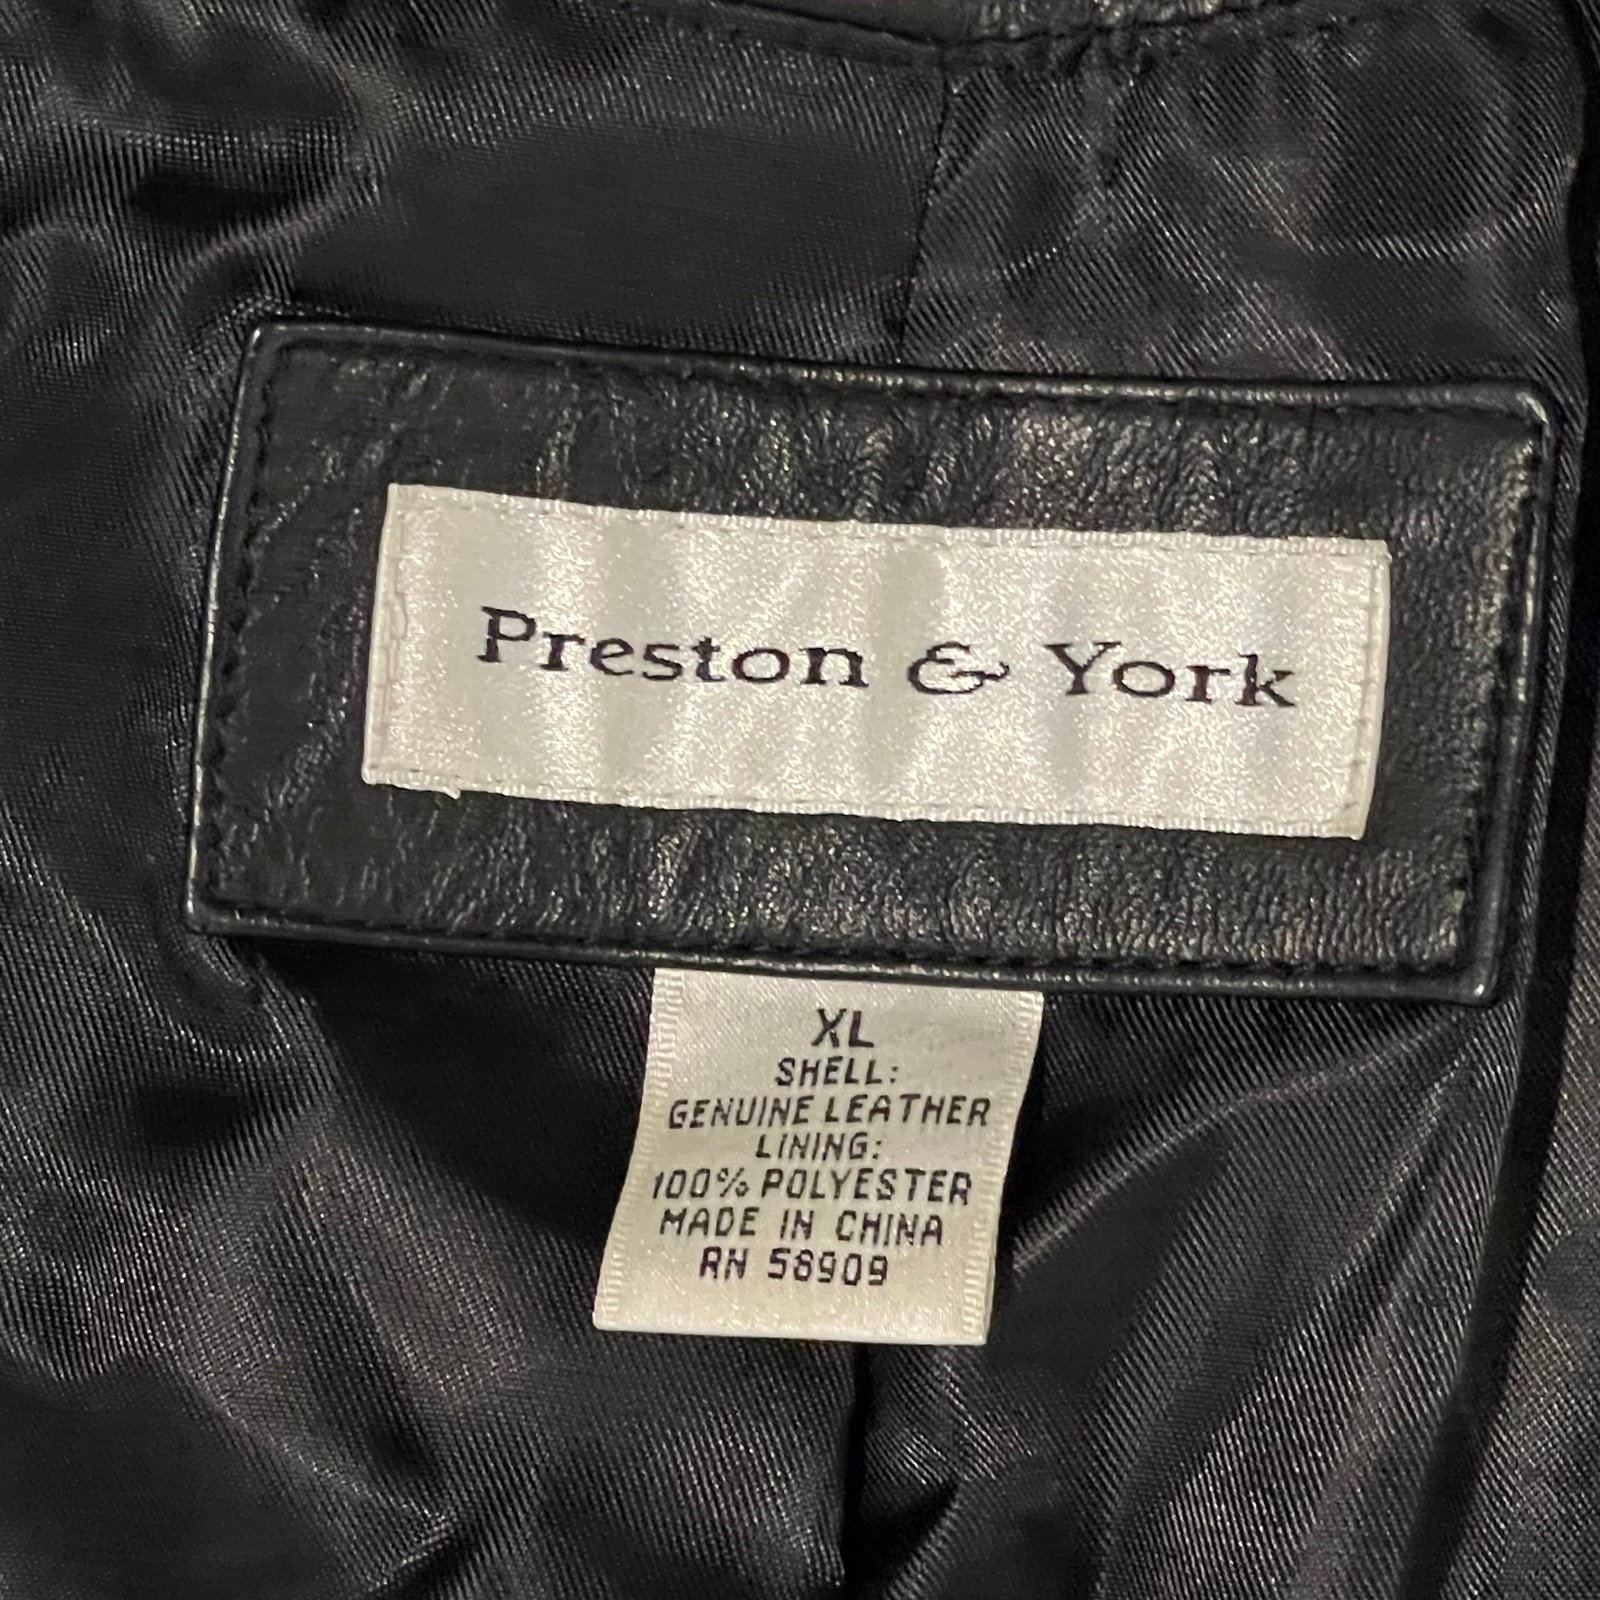 Preston & York
XL
SHELL:
GENUINE LEATHER
LINING:
100% POLYESTER
MADE IN CHINA
RN 58909